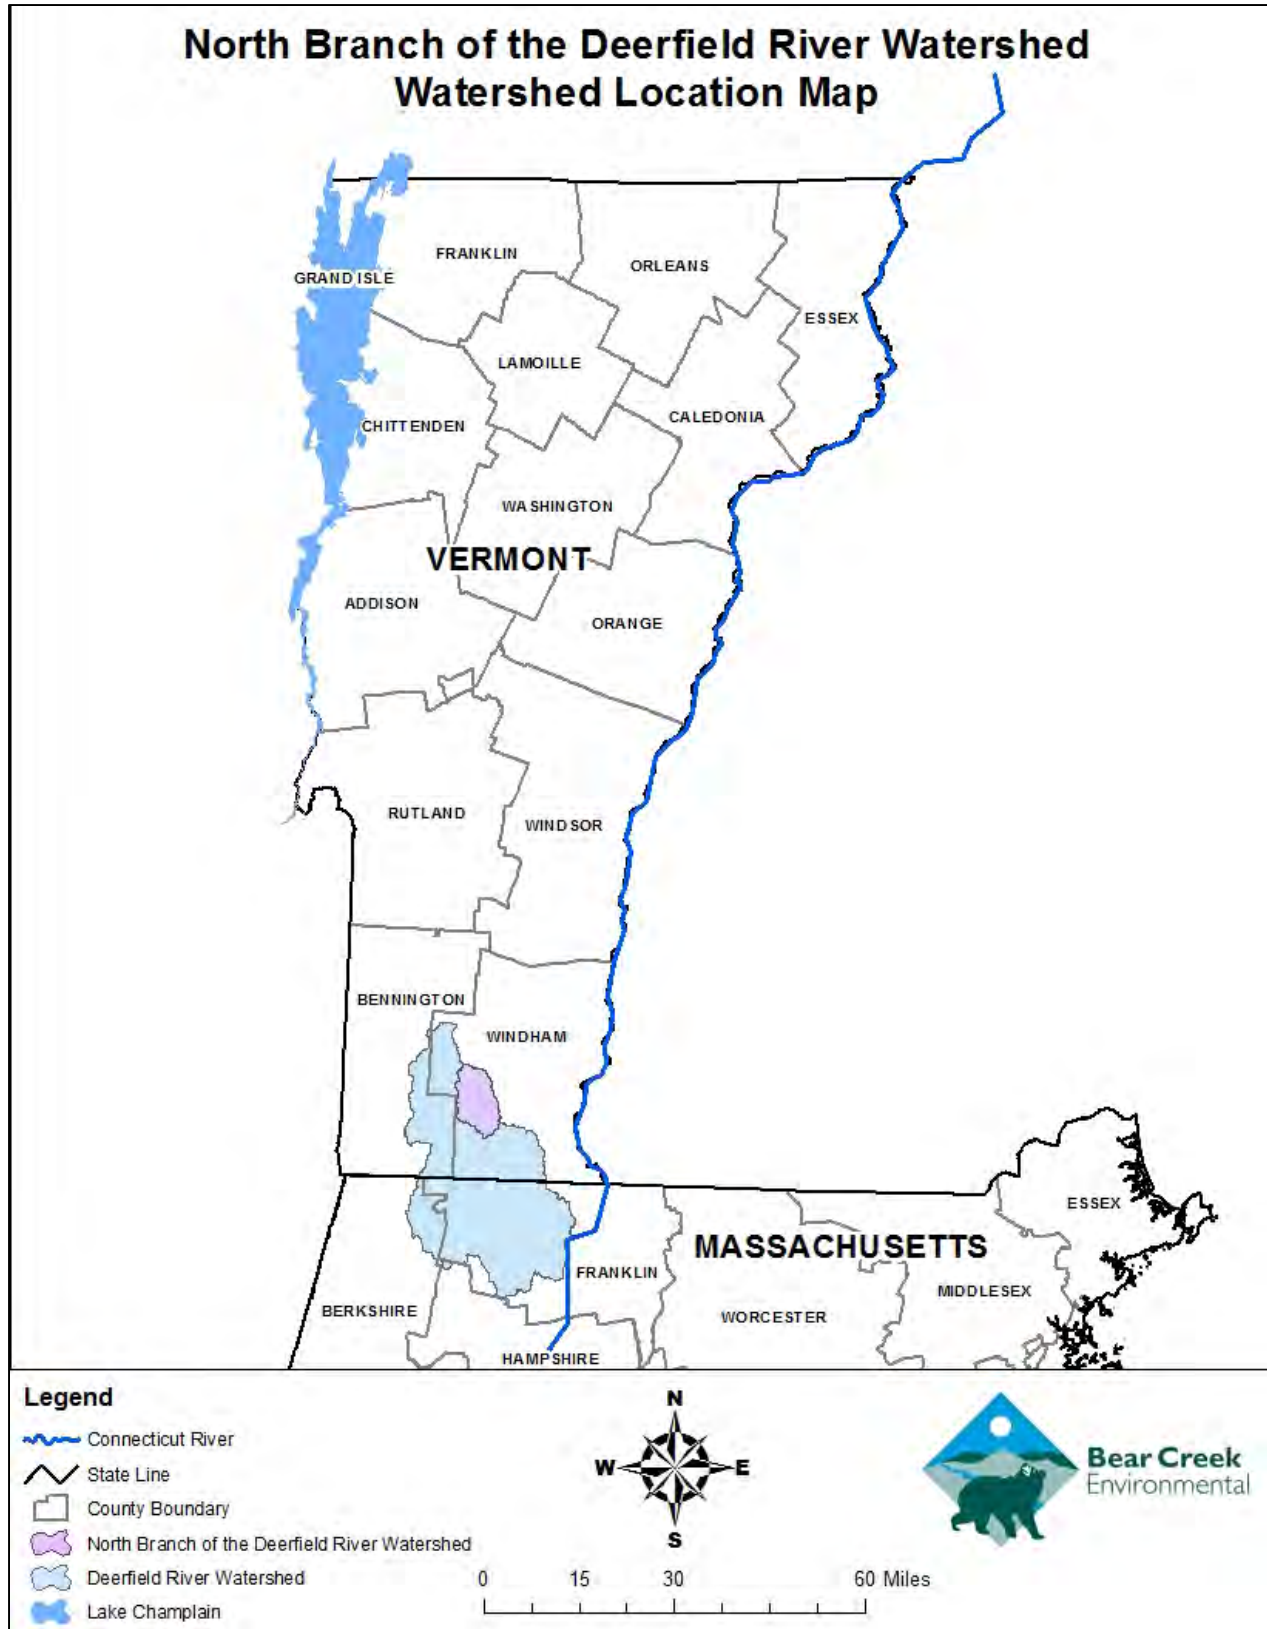 North Branch of the Deerfield River Watershed
Watershed Location Map
FRANKLIN
ORLEANS
GRAND ISLE
ESSEX
LAMOILLE
CALEDONIA
CHITTENDEN
WASHINGTON
VERMONT
ADDISON
ORANGE
RUTLAND
WINDSOR
BENNINGTON
WINDHAM
ESSEX
MASSACHUSETTS
FRANKLIN
MIDDLESEX
BERKSHIRE
WORCESTER
HAMPSHIRE
Legend
Connecticut River
State Line
County Boundary
North Branch of the Deerfield River Watershed
Deerfield River Watershed
Lake Champlain
N
W E
S
0 15 30 60 Miles
Bear Creek
Environmental